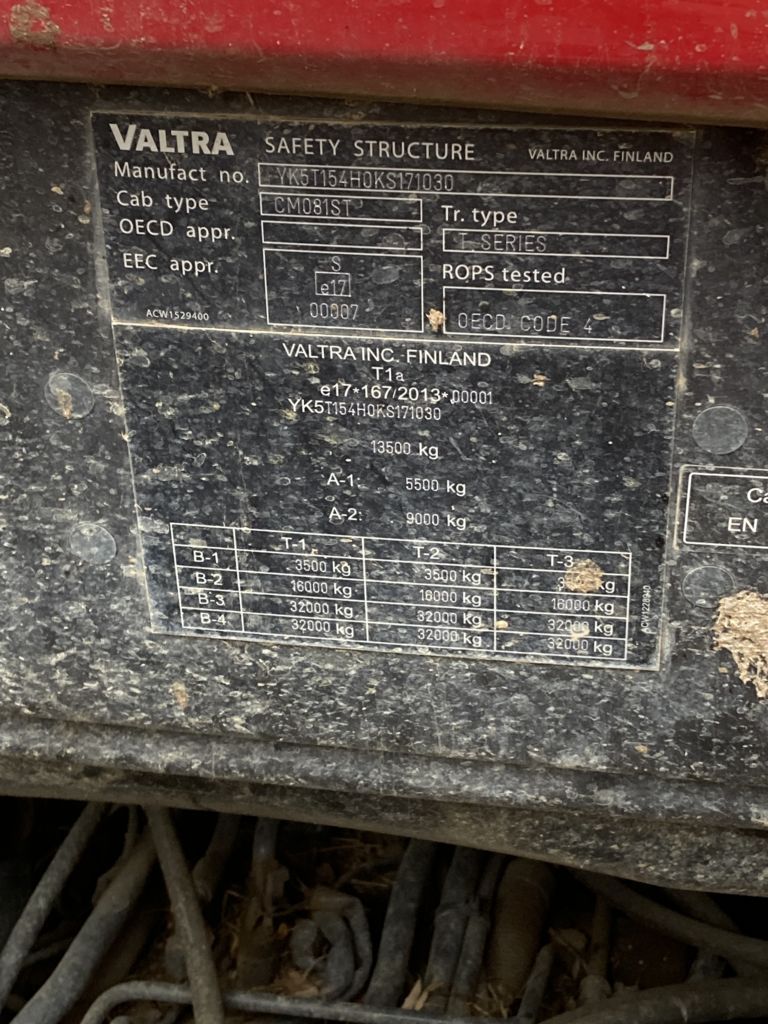 VALTRA SAFETY STRUCTURE VALTRA INC. FINLAND
Manufact no. YK5T154H0KS171030
Cab type CM081ST Tr. type
OECD appr. T SERIES
EEC appr. S ROPS tested
e17
00007 OECD CODE 4
ACW1529400
VALTRA INC. FINLAND
T1a
e17*167/2013*00001
YK5T154H0KS171030
13500 kg
A-1: 5500 kg
A-2: 9000 kg
T-1 T-2 T-3
B-1 3500 kg 3500 kg kg
B-2 16000 kg 16000 kg 16000 kg
B-3 32000 kg 32000 kg 32000 kg
B-4 32000 kg 32000 kg 32000 kg
EN